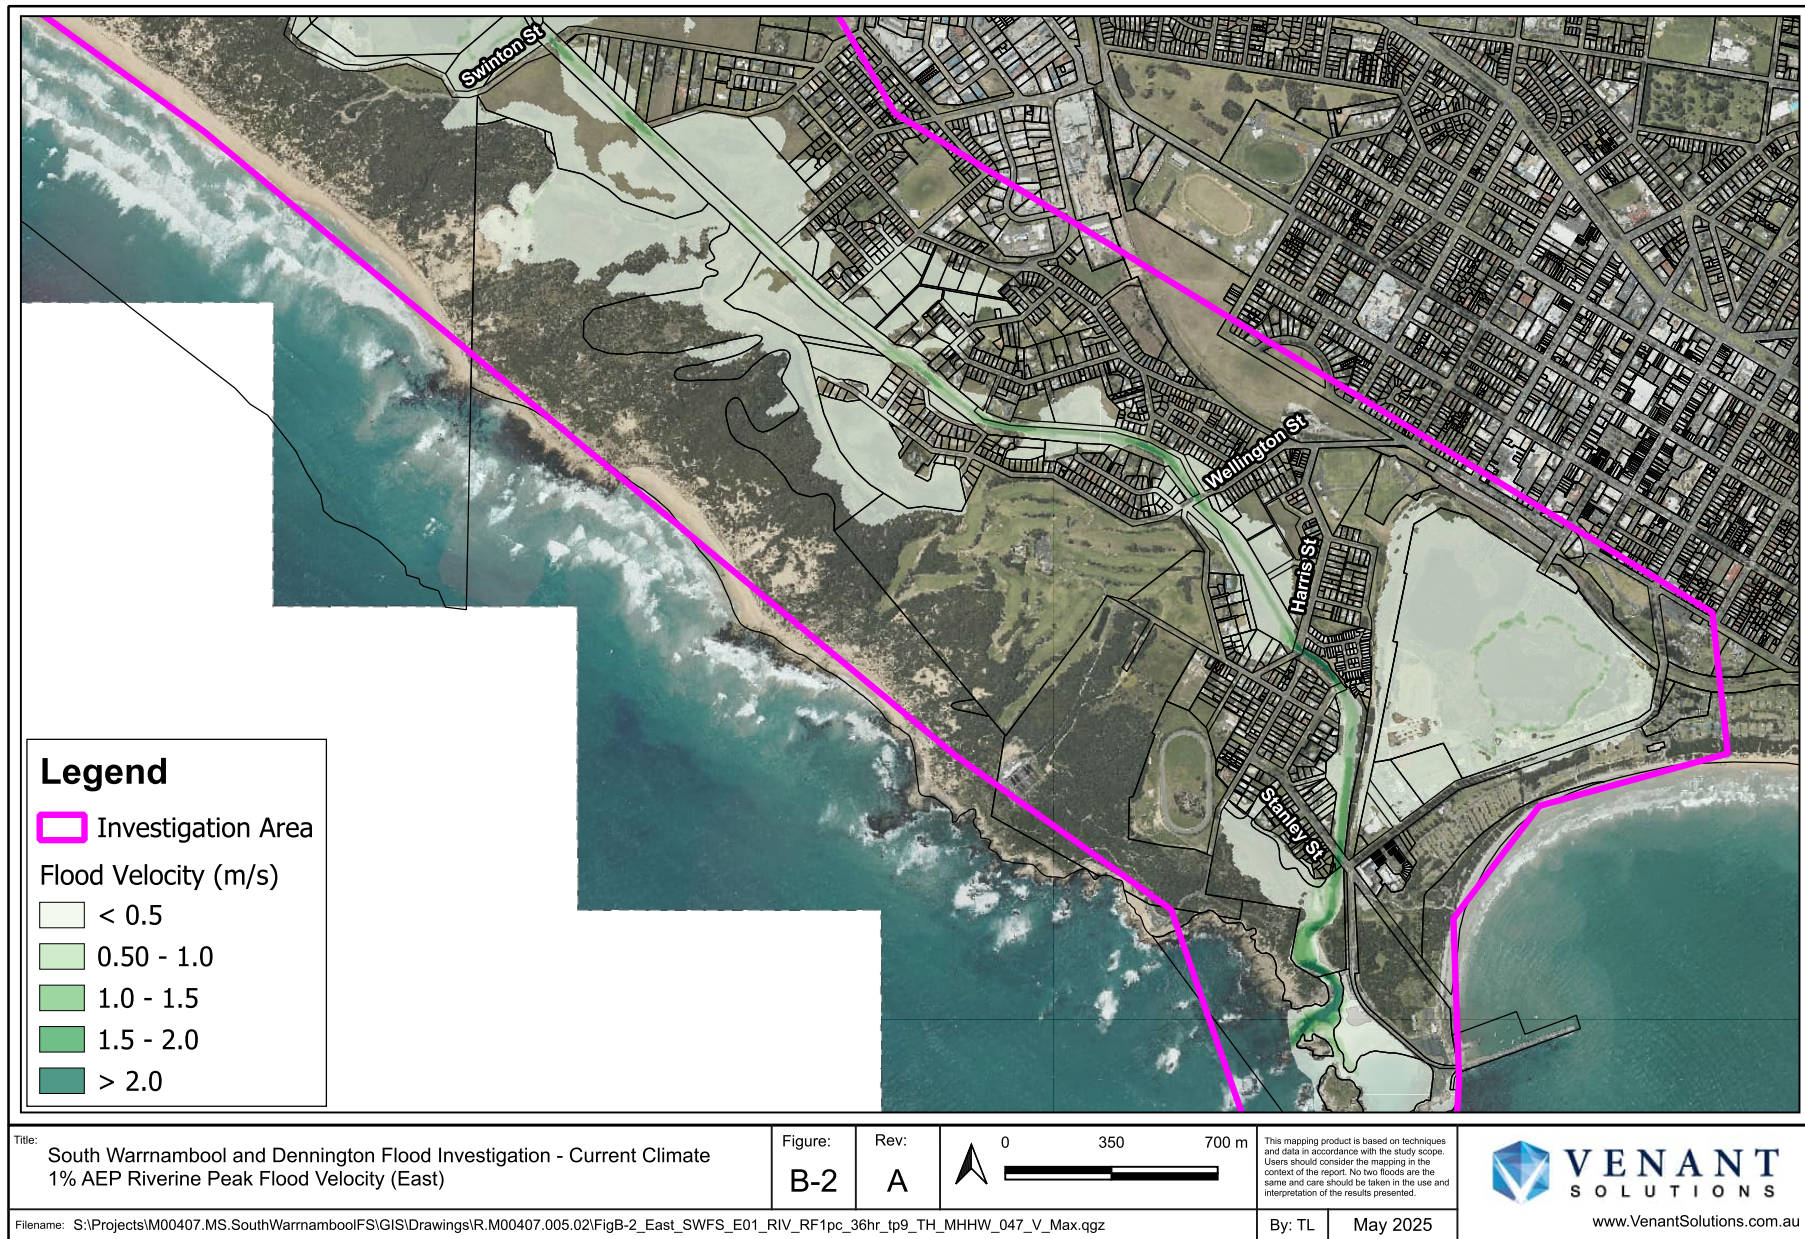 Swinton St
Wellington St
Harris St
Stanley St
Legend
Investigation Area
Flood Velocity (m/s)
< 0.5
0.50 - 1.0
1.0 - 1.5
1.5 - 2.0
> 2.0
Title:
South Warrnambool and Dennington Flood Investigation - Current Climate
1% AEP Riverine Peak Flood Velocity (East)
Figure:
B-2
Rev:
A
0 350 700 m
This mapping product is based on techniques
and data in accordance with the study scope.
Users should consider the mapping in the
context of the report. No two floods are the
same and care should be taken in the use and
interpretation of the results presented.
VENANT
SOLUTIONS
www.VenantSolutions.com.au
Filename: S:\Projects\M00407.MS.SouthWarrnamboolFS\GIS\Drawings\R.M00407.005.02\FigB-2_East_SWFS_E01_RIV_RF1pc_36hr_tp9_TH_MHHW_047_V_Max.qgz
By: TL
May 2025